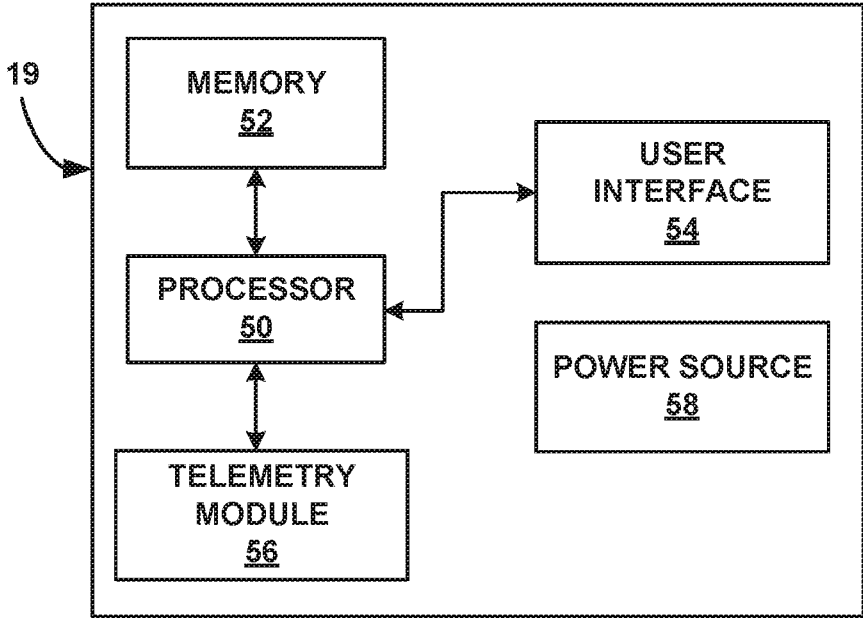 19
MEMORY
52
USER
INTERFACE
54
PROCESSOR
50
POWER SOURCE
58
TELEMETRY
MODULE
56